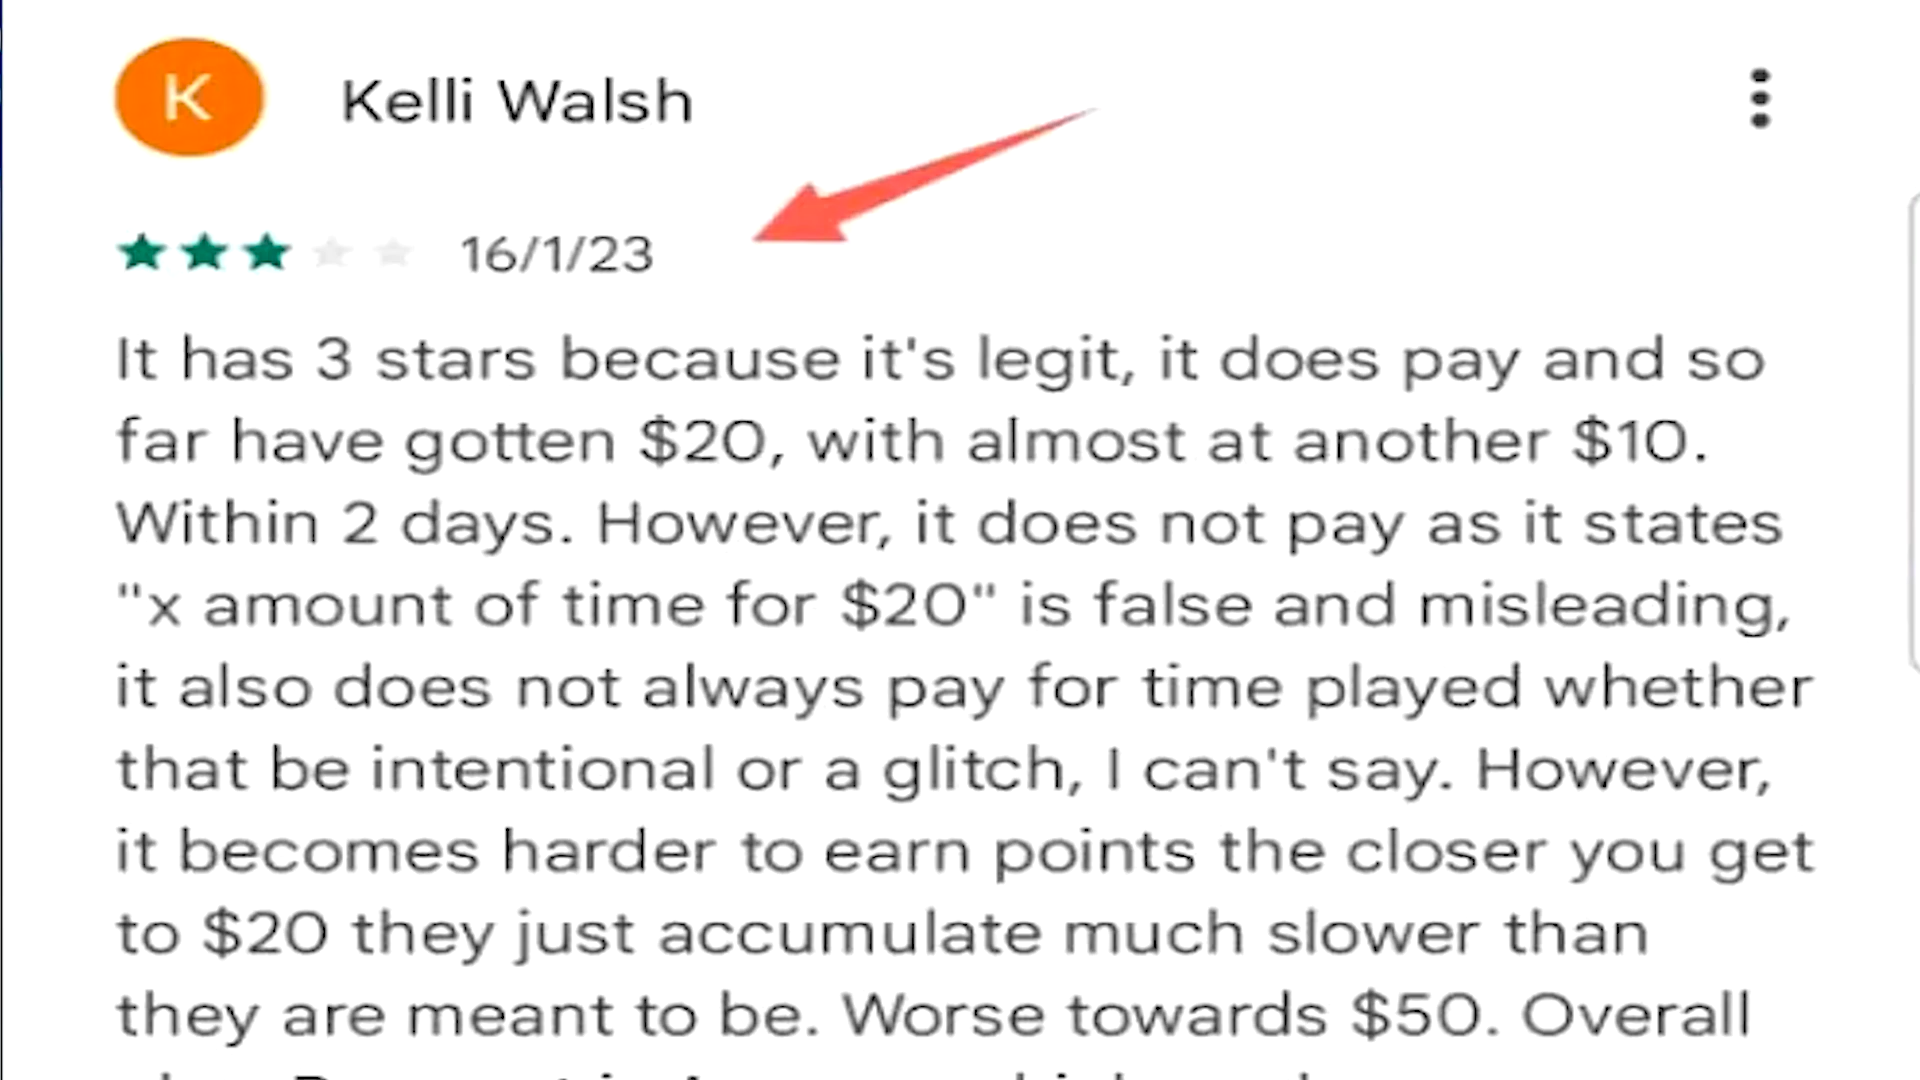 K
Kelli Walsh
16/1/23
It has 3 stars because it's legit, it does pay and so
far have gotten $20, with almost at another $10.
Within 2 days. However, it does not pay as it states
"x amount of time for $20" is false and misleading,
it also does not always pay for time played whether
that be intentional or a glitch, I can't say. However,
it becomes harder to earn points the closer you get
to $20 they just accumulate much slower than
they are meant to be. Worse towards $50. Overall